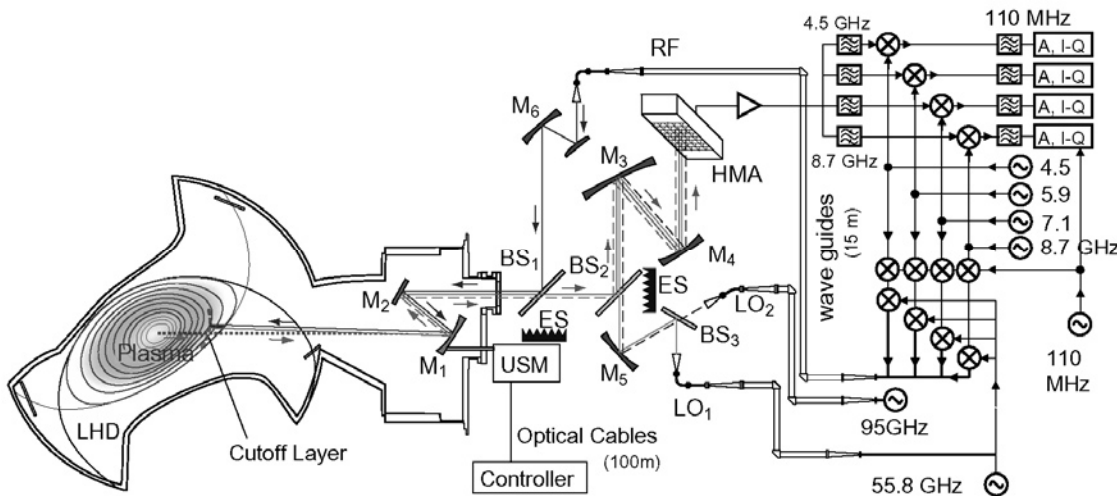 110 MHz
4.5 GHz
RF
A, I-Q
A, I-Q
A, I-Q
A, I-Q
M6
M3
HMA
8.7 GHz
4.5
5.9
7.1
8.7 GHz
wave guides
(15 m)
BS1
BS2
M4
M2
ES
ES
LO2
BS3
Plasma
M1
USM
M5
110
MHz
LO1
LHD
95GHz
Optical Cables
(100m)
Cutoff Layer
Controller
55.8 GHz